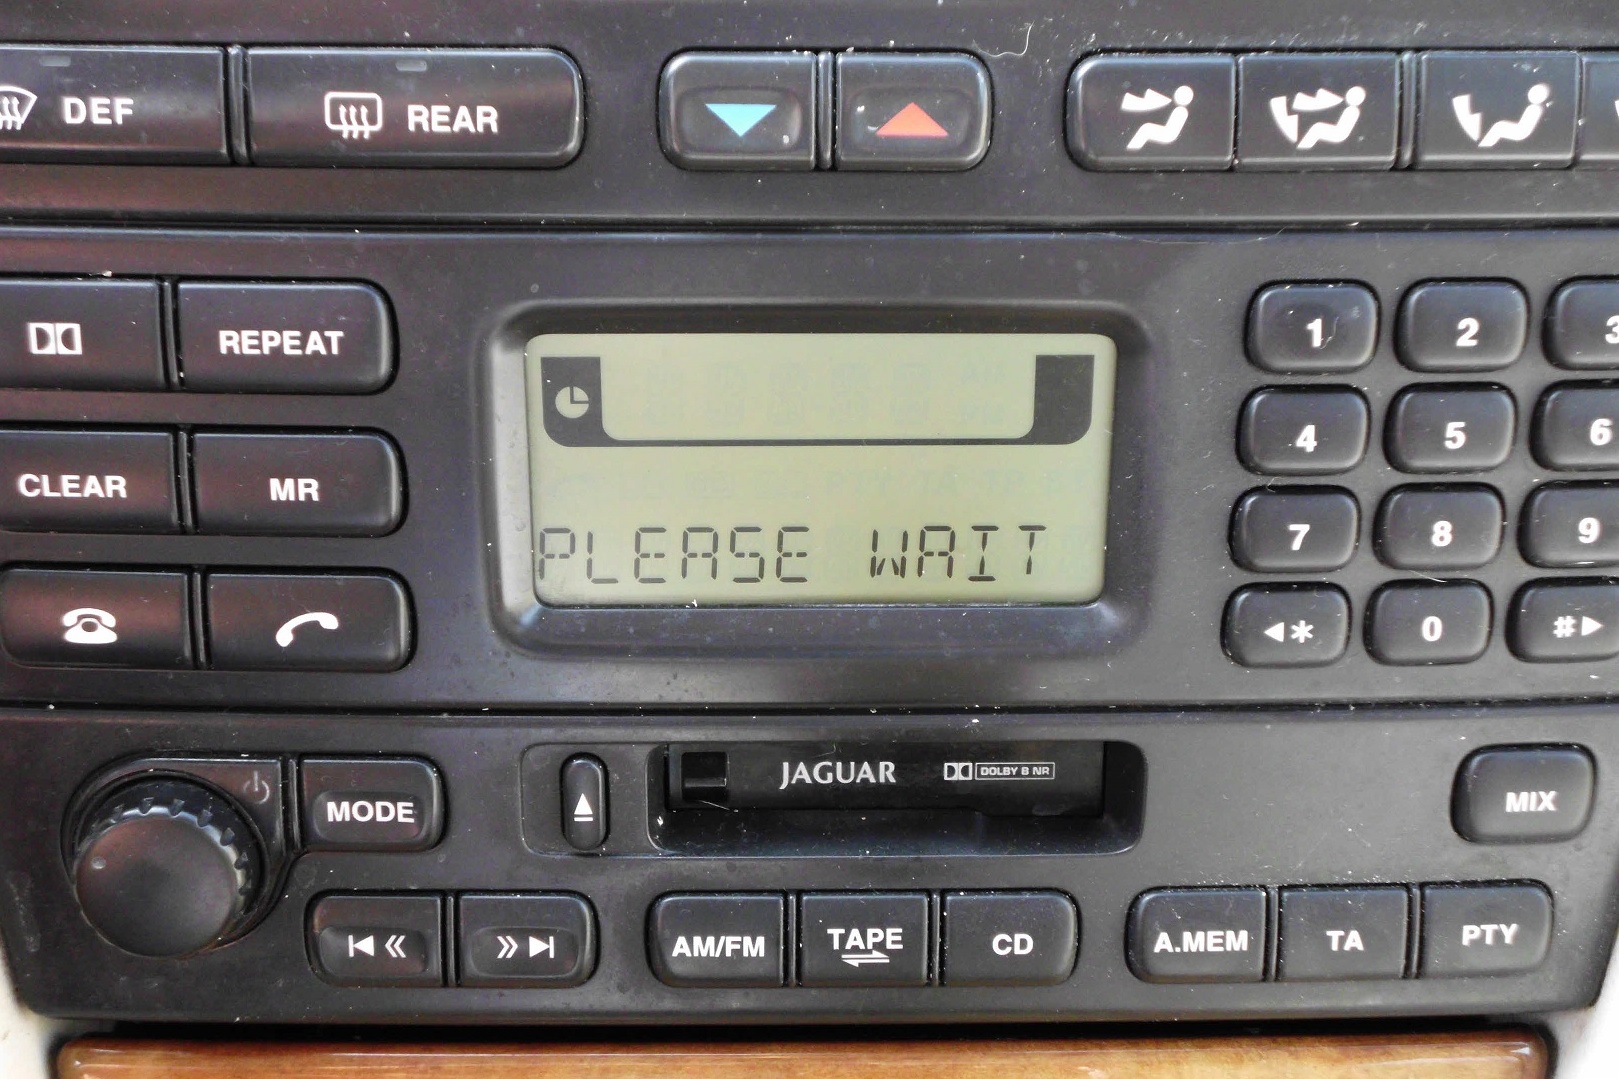 DEF REAR
REPEAT
1 2 3
CLEAR MR
4 5 6
PLEASE WAIT
7 8 9
* 0 #
JAGUAR DOLBY B NR
MODE
MIX
AM/FM TAPE CD A.MEM TA PTY